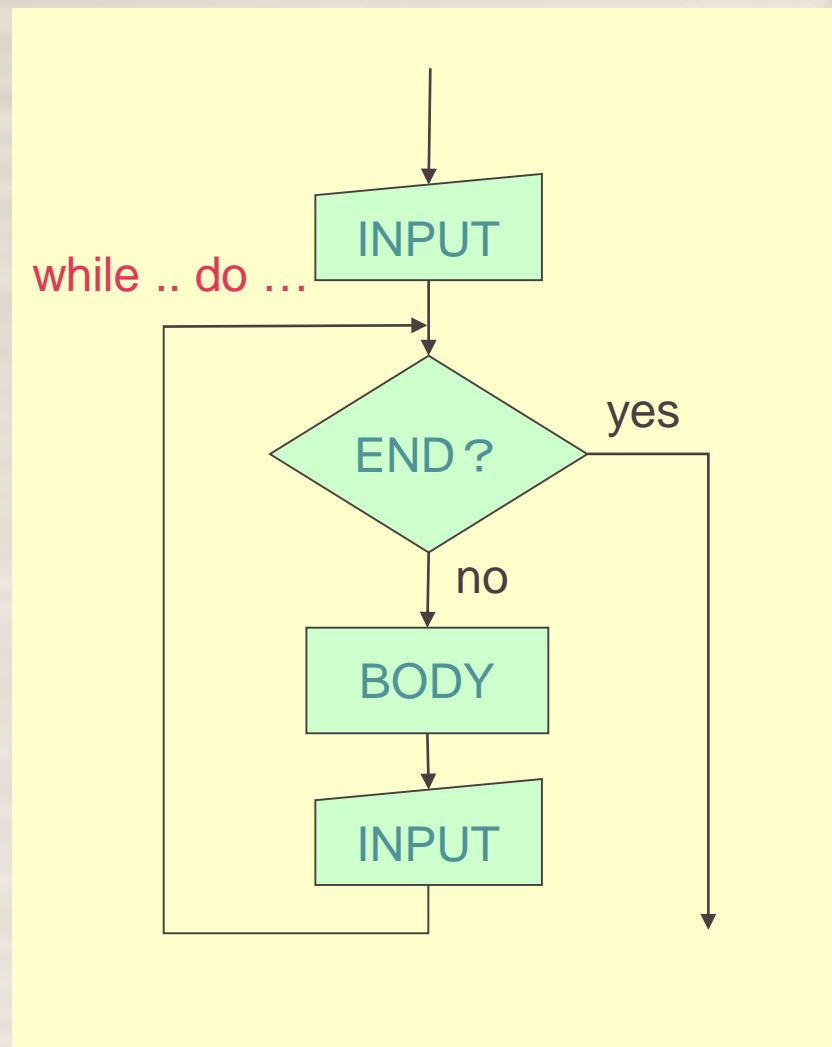 INPUT
while .. do …
END？
yes
no
BODY
INPUT